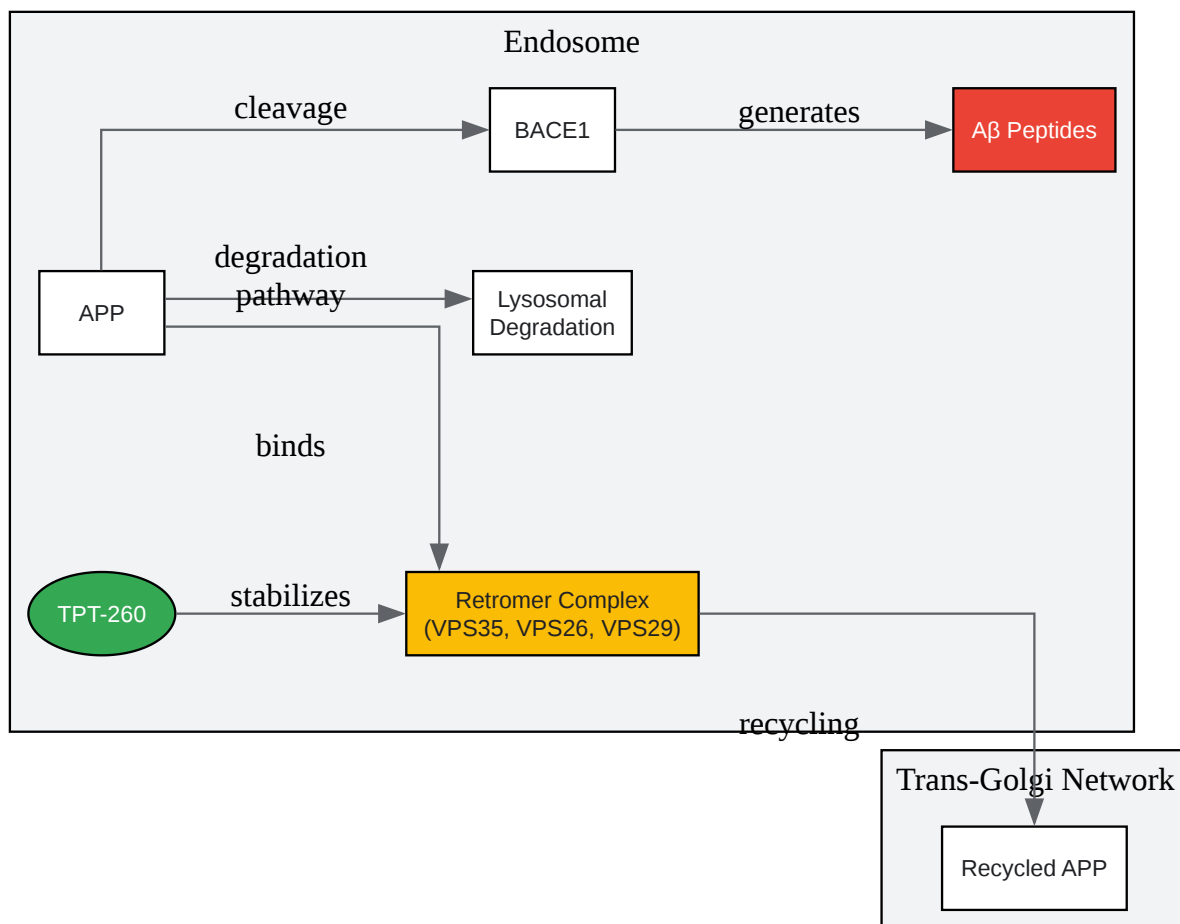 Endosome
cleavage
BACE1
generates
Aβ Peptides
degradation
pathway
APP
Lysosomal
Degradation
binds
TPT-260
stabilizes
Retromer Complex
(VPS35, VPS26, VPS29)
recycling
Trans-Golgi Network
Recycled APP